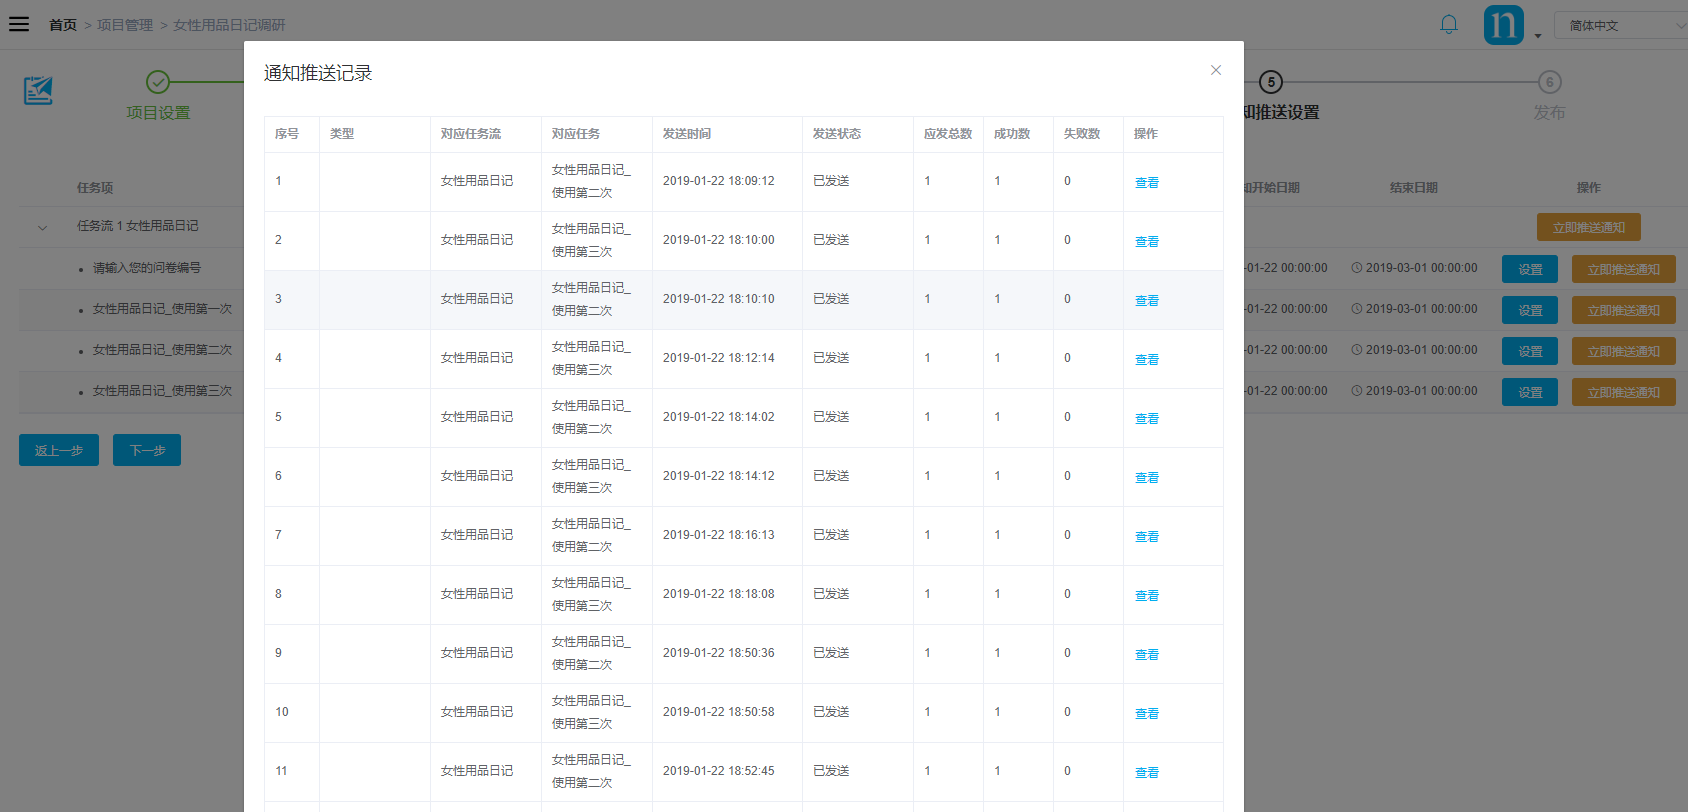 首页 > 项目管理 > 女性用品日记调研
n
简体中文
通知推送记录
项目设置
5
知推送设置
6
发布
序号 类型 对应任务流 对应任务 发送时间 发送状态 应发总数 成功数 失败数 操作
1 女性用品日记 女性用品日记_
使用第二次 2019-01-22 18:09:12 已发送 1 1 0 查看
2 女性用品日记 女性用品日记_
使用第三次 2019-01-22 18:10:00 已发送 1 1 0 查看
3 女性用品日记 女性用品日记_
使用第二次 2019-01-22 18:10:10 已发送 1 1 0 查看
4 女性用品日记 女性用品日记_
使用第三次 2019-01-22 18:12:14 已发送 1 1 0 查看
5 女性用品日记 女性用品日记_
使用第二次 2019-01-22 18:14:02 已发送 1 1 0 查看
6 女性用品日记 女性用品日记_
使用第三次 2019-01-22 18:14:12 已发送 1 1 0 查看
7 女性用品日记 女性用品日记_
使用第二次 2019-01-22 18:16:13 已发送 1 1 0 查看
8 女性用品日记 女性用品日记_
使用第三次 2019-01-22 18:18:08 已发送 1 1 0 查看
9 女性用品日记 女性用品日记_
使用第二次 2019-01-22 18:50:36 已发送 1 1 0 查看
10 女性用品日记 女性用品日记_
使用第三次 2019-01-22 18:50:58 已发送 1 1 0 查看
11 女性用品日记 女性用品日记_
使用第二次 2019-01-22 18:52:45 已发送 1 1 0 查看
任务项
任务流 1 女性用品日记
请输入您的问卷编号
女性用品日记_使用第一次
女性用品日记_使用第二次
女性用品日记_使用第三次
返上一步 下一步
知开始日期 结束日期 操作
立即推送通知
-01-22 00:00:00 2019-03-01 00:00:00 设置 立即推送通知
-01-22 00:00:00 2019-03-01 00:00:00 设置 立即推送通知
-01-22 00:00:00 2019-03-01 00:00:00 设置 立即推送通知
-01-22 00:00:00 2019-03-01 00:00:00 设置 立即推送通知